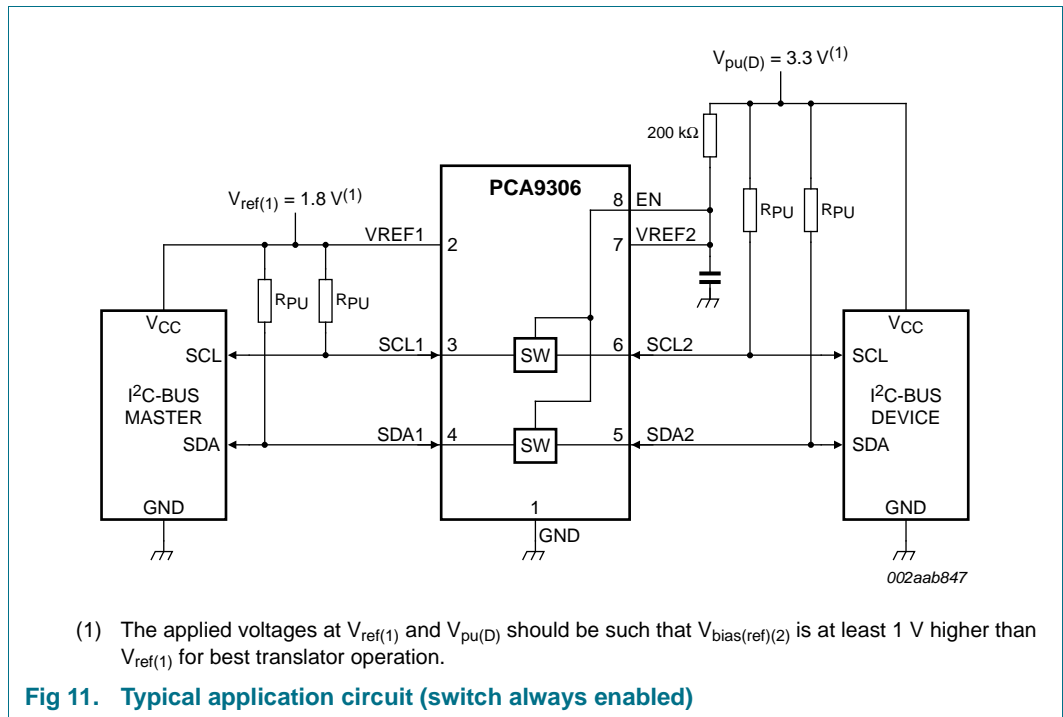 Vpu(D) = 3.3 V(1)
200 kΩ
PCA9306
Vref(1) = 1.8 V(1)
8 EN
RPU RPU
VREF1 2
7 VREF2
RPU RPU
VCC
VCC
SCL
SCL1 3
SW
6 SCL2
SCL
I2C-BUS
MASTER
I2C-BUS
DEVICE
SDA
SDA1 4
SW
5 SDA2
SDA
GND
1
GND
GND
002aab847
(1) The applied voltages at Vref(1) and Vpu(D) should be such that Vbias(ref)(2) is at least 1 V higher than
Vref(1) for best translator operation.
Fig 11. Typical application circuit (switch always enabled)